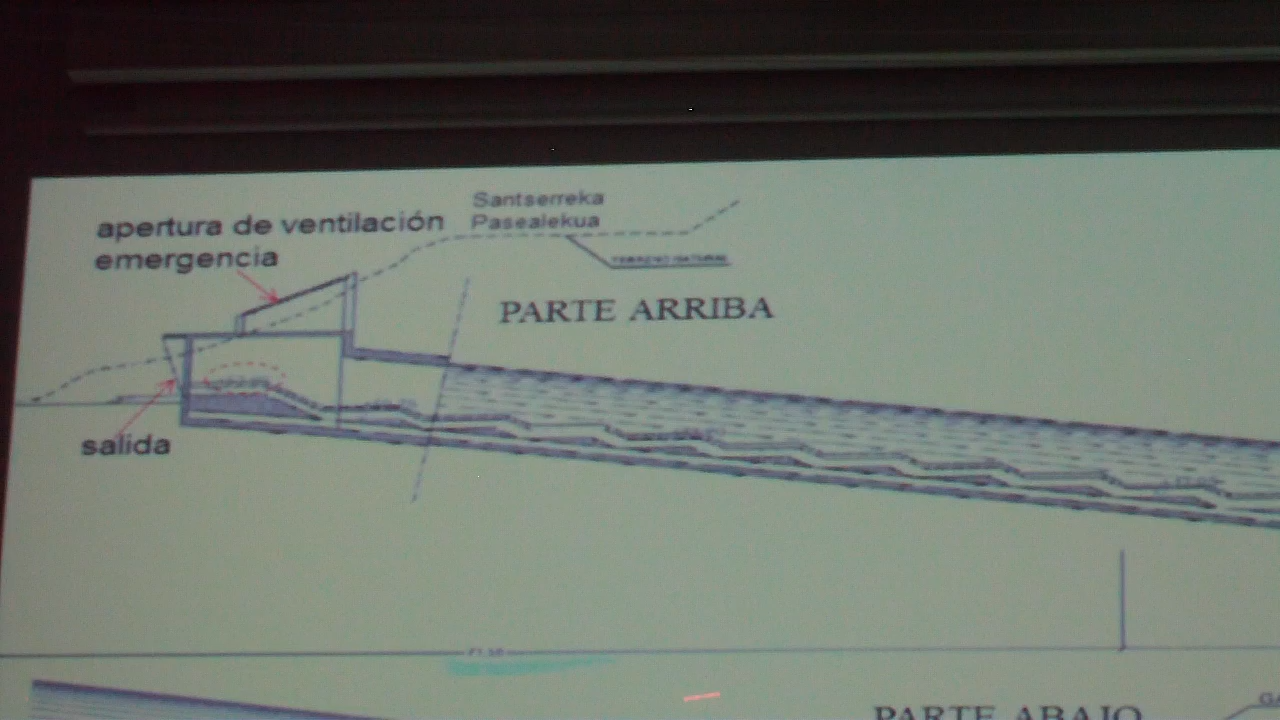 apertura de ventilación
emergencia
Santserreka
Pasealekua
TERRENO NATURAL
PARTE ARRIBA
salida
PARTE ABAJO